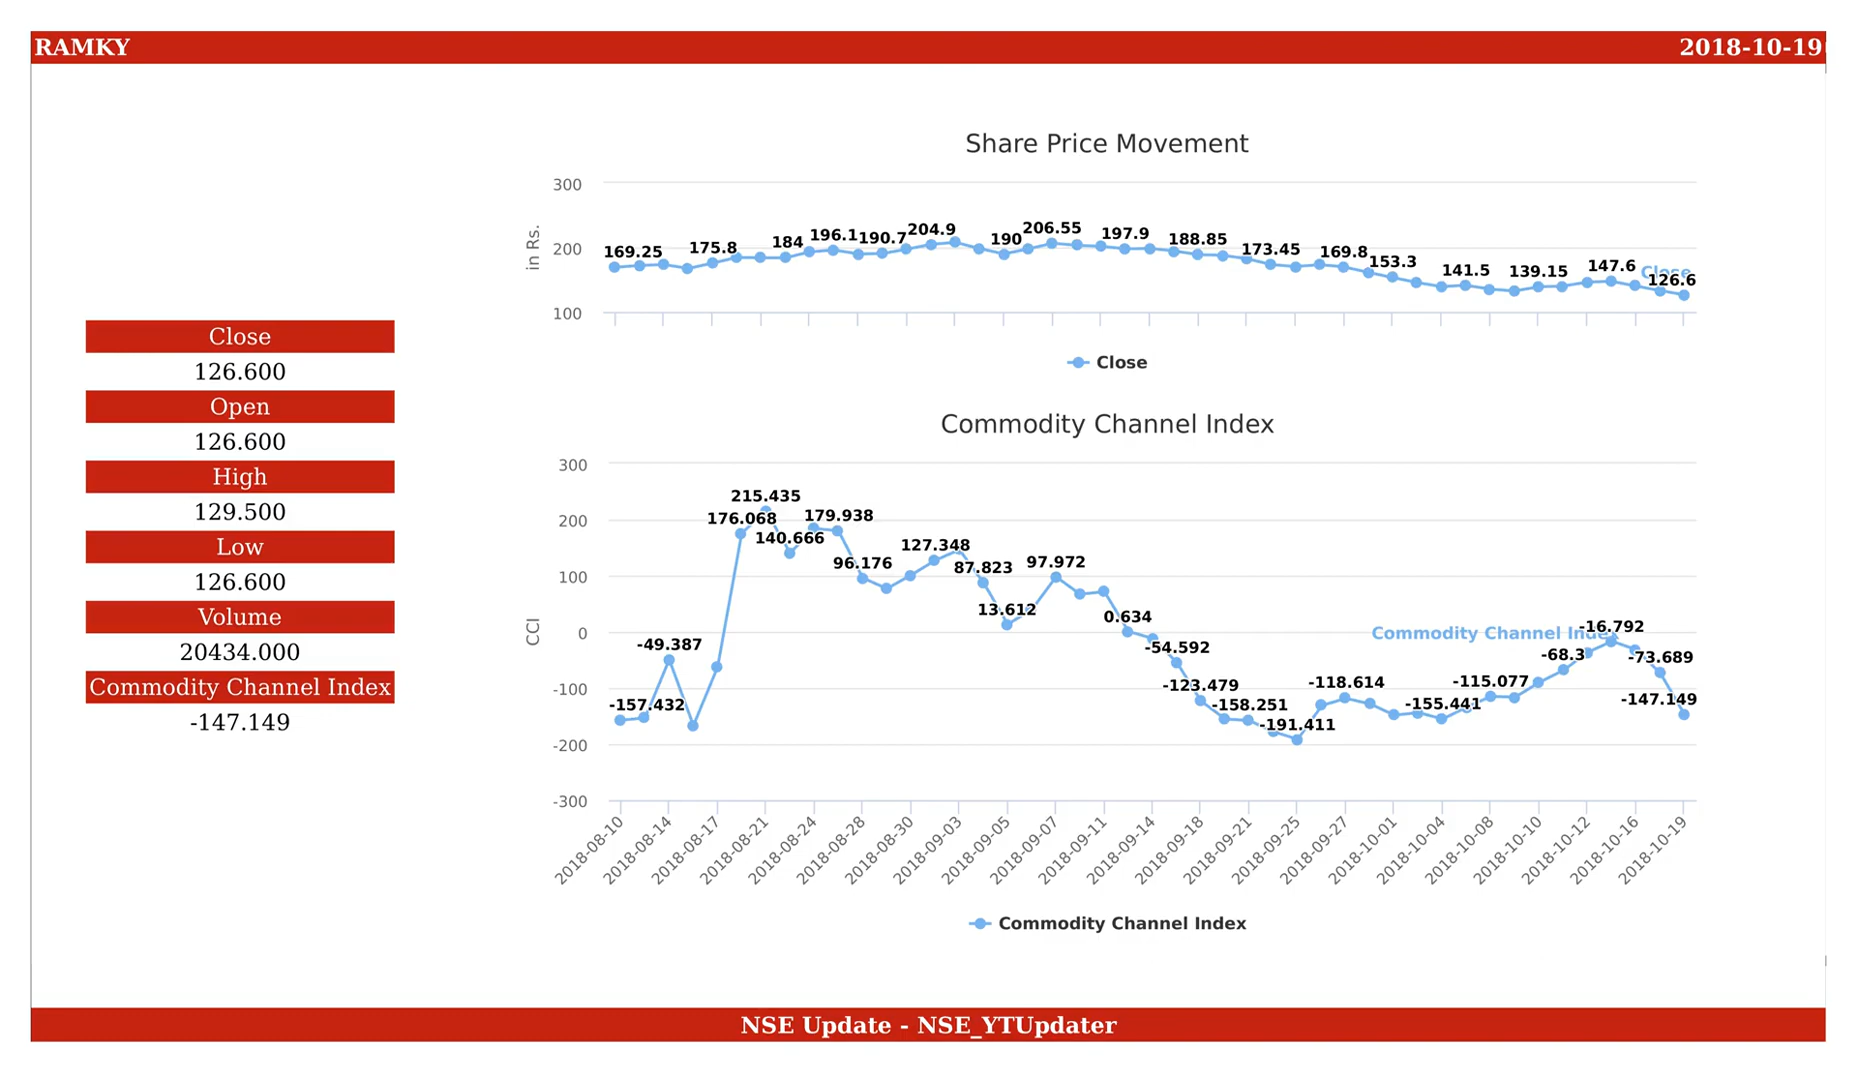 RAMKY
2018-10-19
Close
126.600
Open
126.600
High
129.500
Low
126.600
Volume
20434.000
Commodity Channel Index
-147.149
Share Price Movement
in Rs.
300
200
100
169.25 175.8 184 196.1 190.7 204.9 190 206.55 197.9 188.85 173.45 169.8 153.3 141.5 139.15 147.6 126.6
Close
Close
Commodity Channel Index
CCI
300
200
100
0
-100
-200
-300
-157.432 -49.387 176.068 215.435 140.666 179.938 96.176 127.348 87.823 13.612 97.972 0.634 -54.592 -123.479 -158.251 -191.411 -118.614 -155.441 -115.077 -68.3 -16.792 -73.689 -147.149
Commodity Channel Index
2018-08-10 2018-08-14 2018-08-17 2018-08-21 2018-08-24 2018-08-28 2018-08-30 2018-09-03 2018-09-05 2018-09-07 2018-09-11 2018-09-14 2018-09-18 2018-09-21 2018-09-25 2018-09-27 2018-10-01 2018-10-04 2018-10-08 2018-10-10 2018-10-12 2018-10-16 2018-10-19
Commodity Channel Index
NSE Update - NSE_YTUpdater